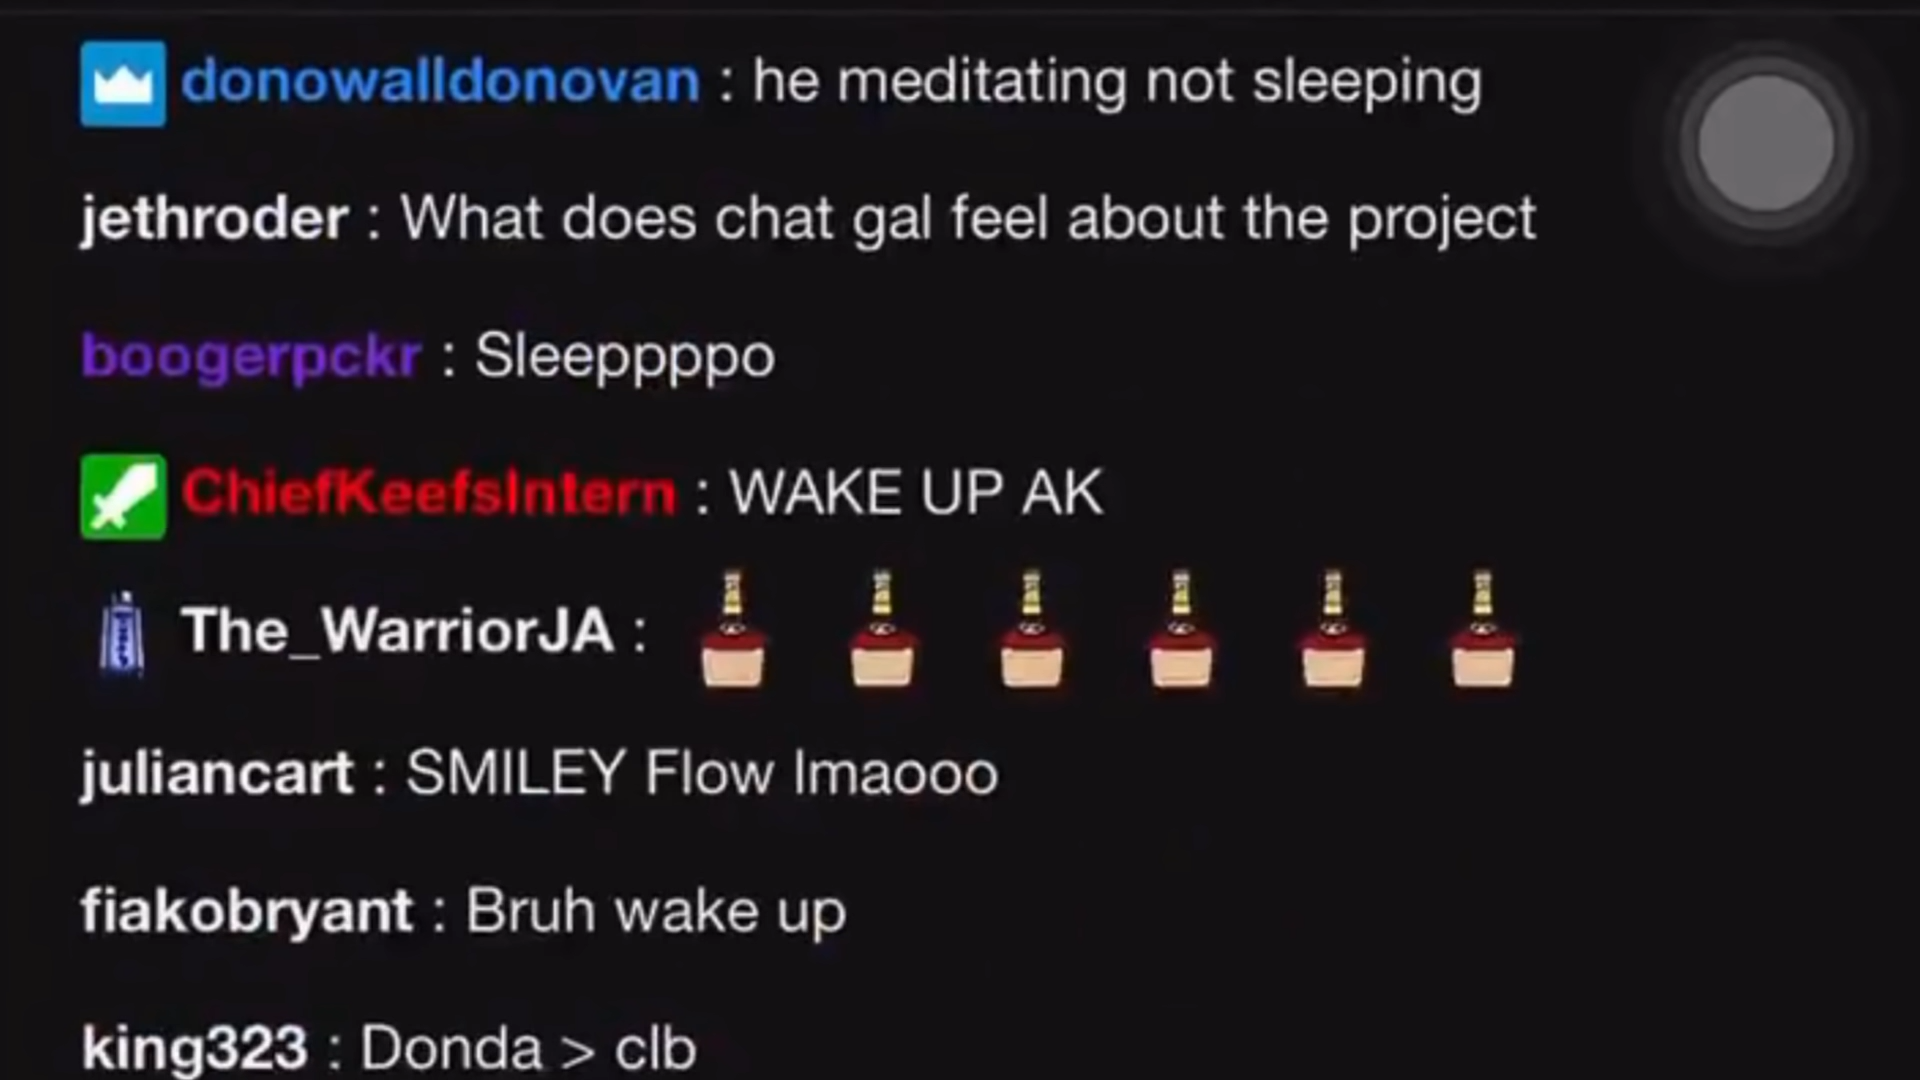 donowalldonovan : he meditating not sleeping
jethroder : What does chat gal feel about the project
boogerpckr : Sleeppppo
ChiefKeefsIntern : WAKE UP AK
The_WarriorJA :
juliancart : SMILEY Flow lmaooo
fiakobryant : Bruh wake up
king323 : Donda > clb